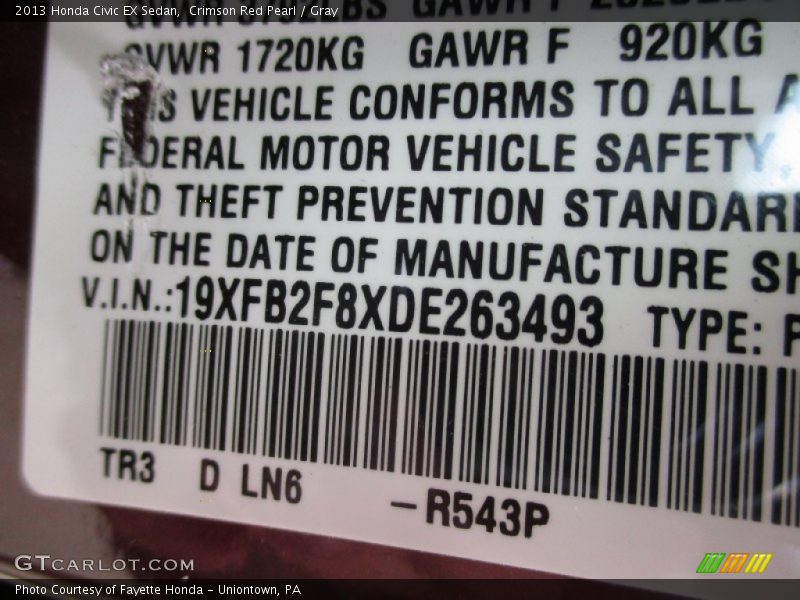 2013 Honda Civic EX Sedan, Crimson Red Pearl / Gray
GVWR 1720KG GAWR F 920KG
THIS VEHICLE CONFORMS TO ALL
FEDERAL MOTOR VEHICLE SAFETY
AND THEFT PREVENTION STANDAR
ON THE DATE OF MANUFACTURE SH
V.I.N.:19XFB2F8XDE263493 TYPE: P
TR3 D LN6 -R543P
GTCARLOT.COM
Photo Courtesy of Fayette Honda - Uniontown, PA